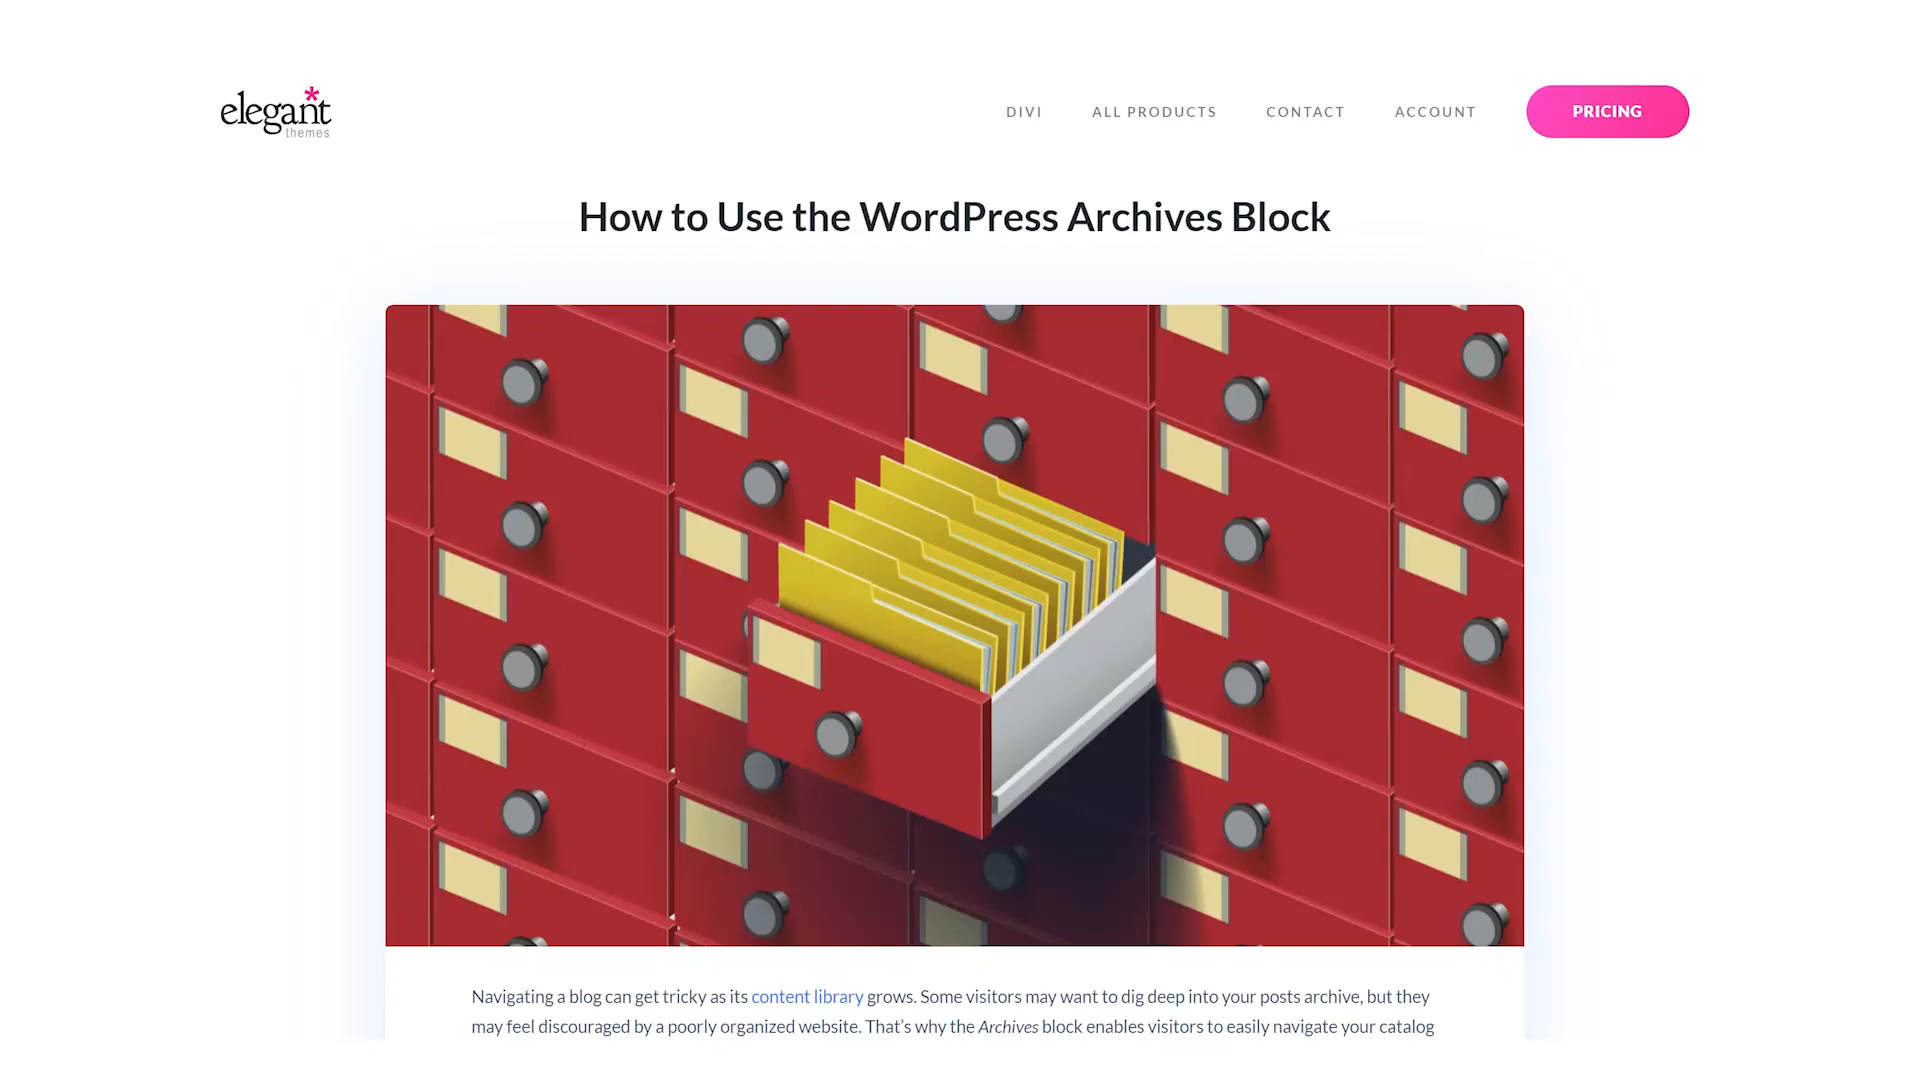 elegant
themes
DIVI
ALL PRODUCTS
CONTACT
ACCOUNT
PRICING
How to Use the WordPress Archives Block
Navigating a blog can get tricky as its content library grows. Some visitors may want to dig deep into your posts archive, but they
may feel discouraged by a poorly organized website. That’s why the Archives block enables visitors to easily navigate your catalog